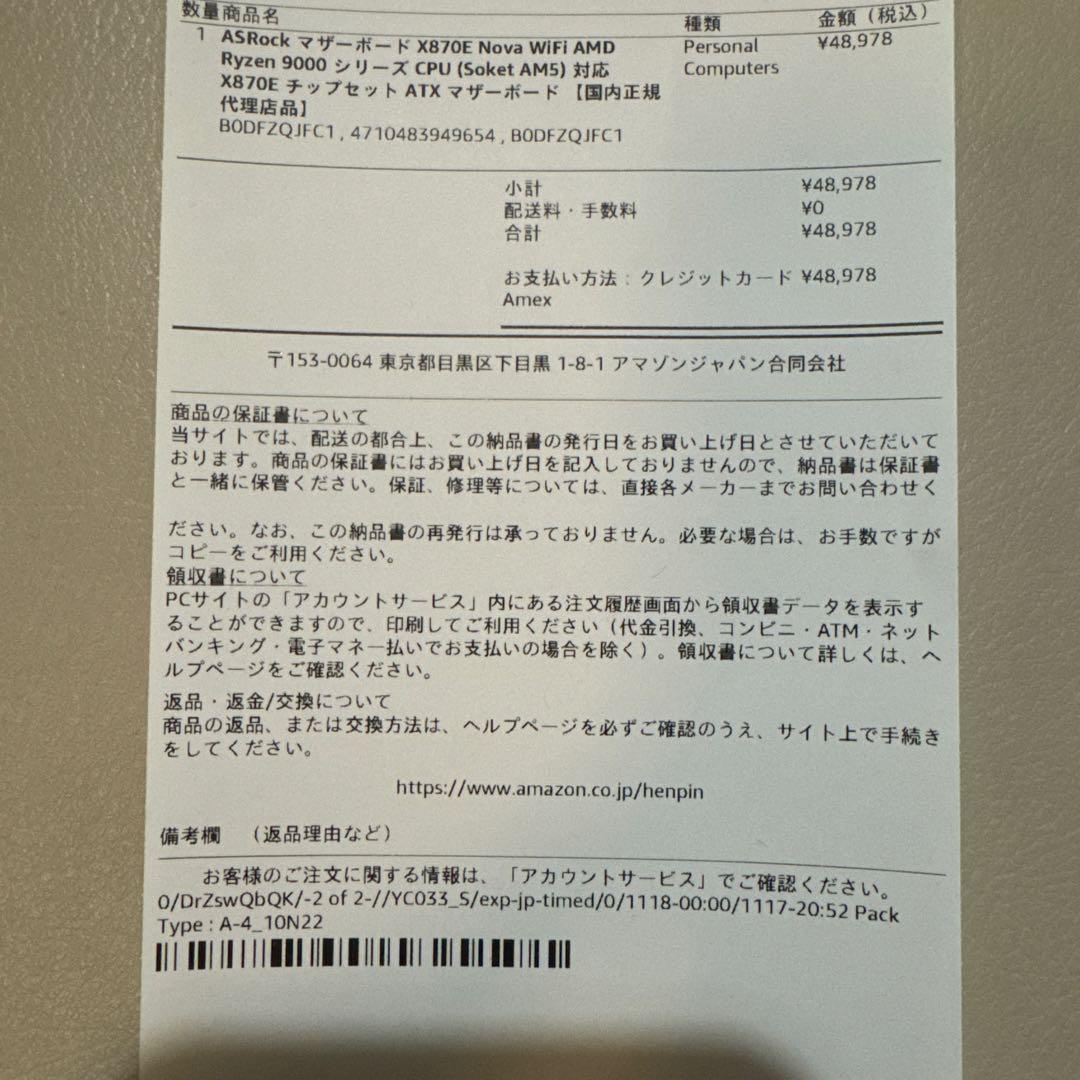 数量 商品名 種類 金額（税込）
1 ASRock マザーボード X870E Nova WiFi AMD Personal ¥48,978
Ryzen 9000 シリーズ CPU (Soket AM5) 対応 Computers
X870E チップセット ATX マザーボード 【国内正規
代理店品】
B0DFZQJFC1 , 4710483949654 , B0DFZQJFC1
小計 ¥48,978
配送料・手数料 ¥0
合計 ¥48,978
お支払い方法：クレジットカード ¥48,978
Amex
〒153-0064 東京都目黒区下目黒 1-8-1 アマゾンジャパン合同会社
商品の保証書について
当サイトでは、配送の都合上、この納品書の発行日をお買い上げ日とさせていただいて
おります。商品の保証書にはお買い上げ日を記入しておりませんので、納品書は保証書
と一緒に保管ください。保証、修理等については、直接各メーカーまでお問い合わせく
ださい。なお、この納品書の再発行は承っておりません。必要な場合は、お手数ですが
コピーをご利用ください。
領収書について
PCサイトの「アカウントサービス」内にある注文履歴画面から領収書データを表示す
ることができますので、印刷してご利用ください（代金引換、コンビニ・ATM・ネット
バンキング・電子マネー払いでお支払いの場合を除く）。領収書について詳しくは、ヘ
ルプページをご確認ください。
返品・返金/交換について
商品の返品、または交換方法は、ヘルプページを必ずご確認のうえ、サイト上で手続き
をしてください。
https://www.amazon.co.jp/henpin
備考欄 （返品理由など）
お客様のご注文に関する情報は、「アカウントサービス」でご確認ください。
0/DrZswQbQK/-2 of 2-//YC033_S/exp-jp-timed/0/1118-00:00/1117-20:52 Pack
Type : A-4_10N22